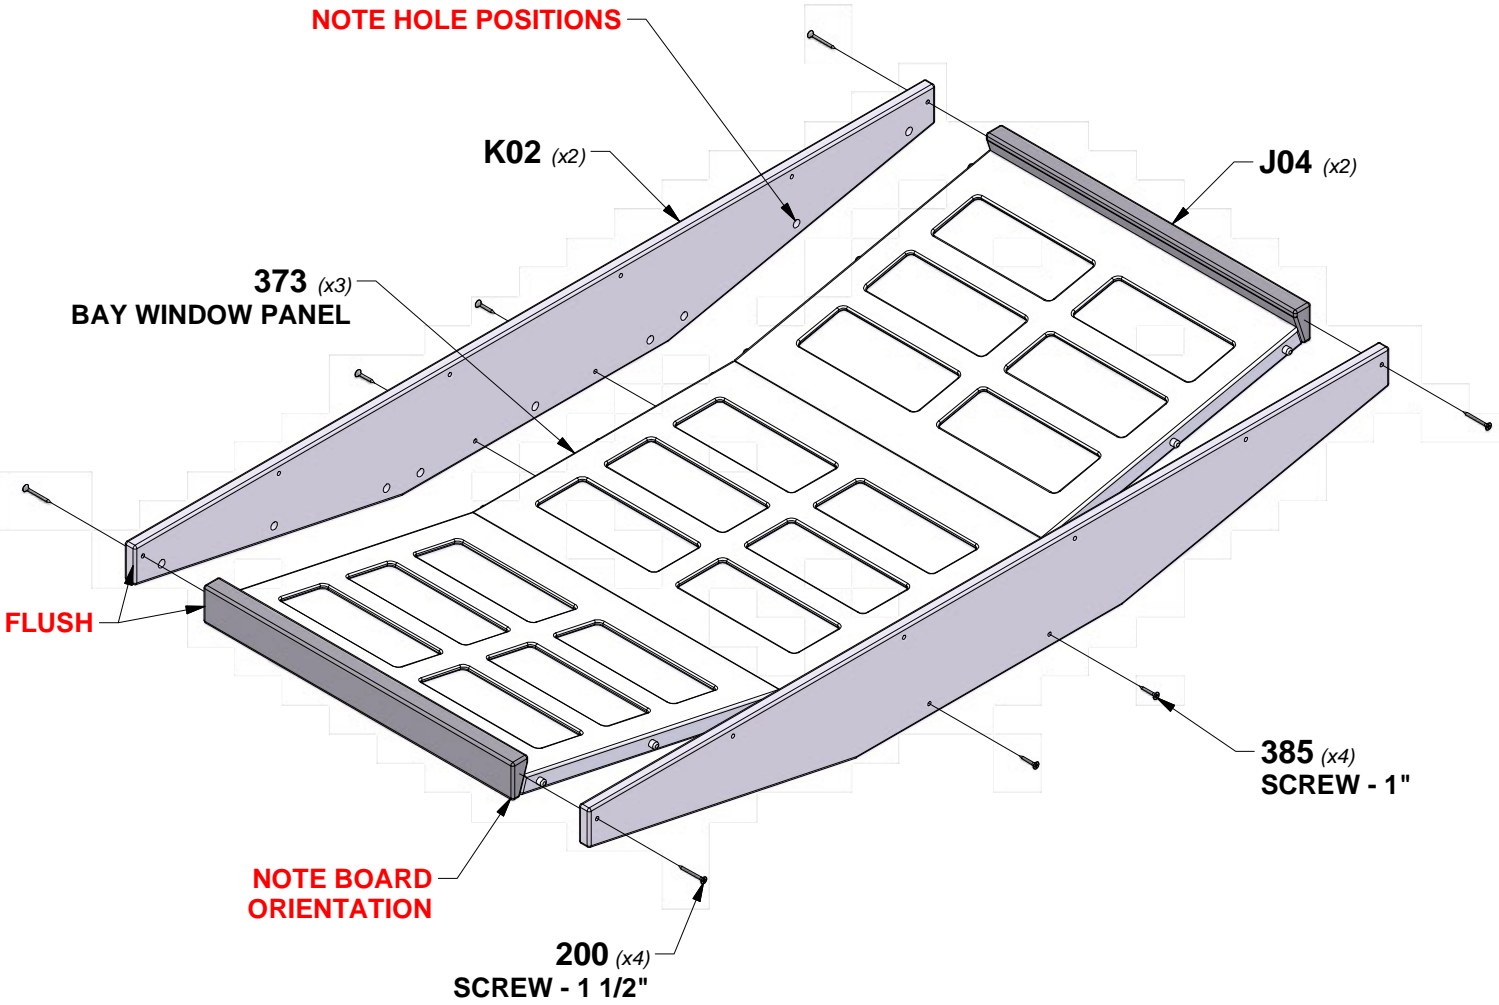 NOTE HOLE POSITIONS
K02 (x2)
J04 (x2)
373 (x3)
BAY WINDOW PANEL
FLUSH
385 (x4)
SCREW - 1"
NOTE BOARD
ORIENTATION
200 (x4)
SCREW - 1 1/2"